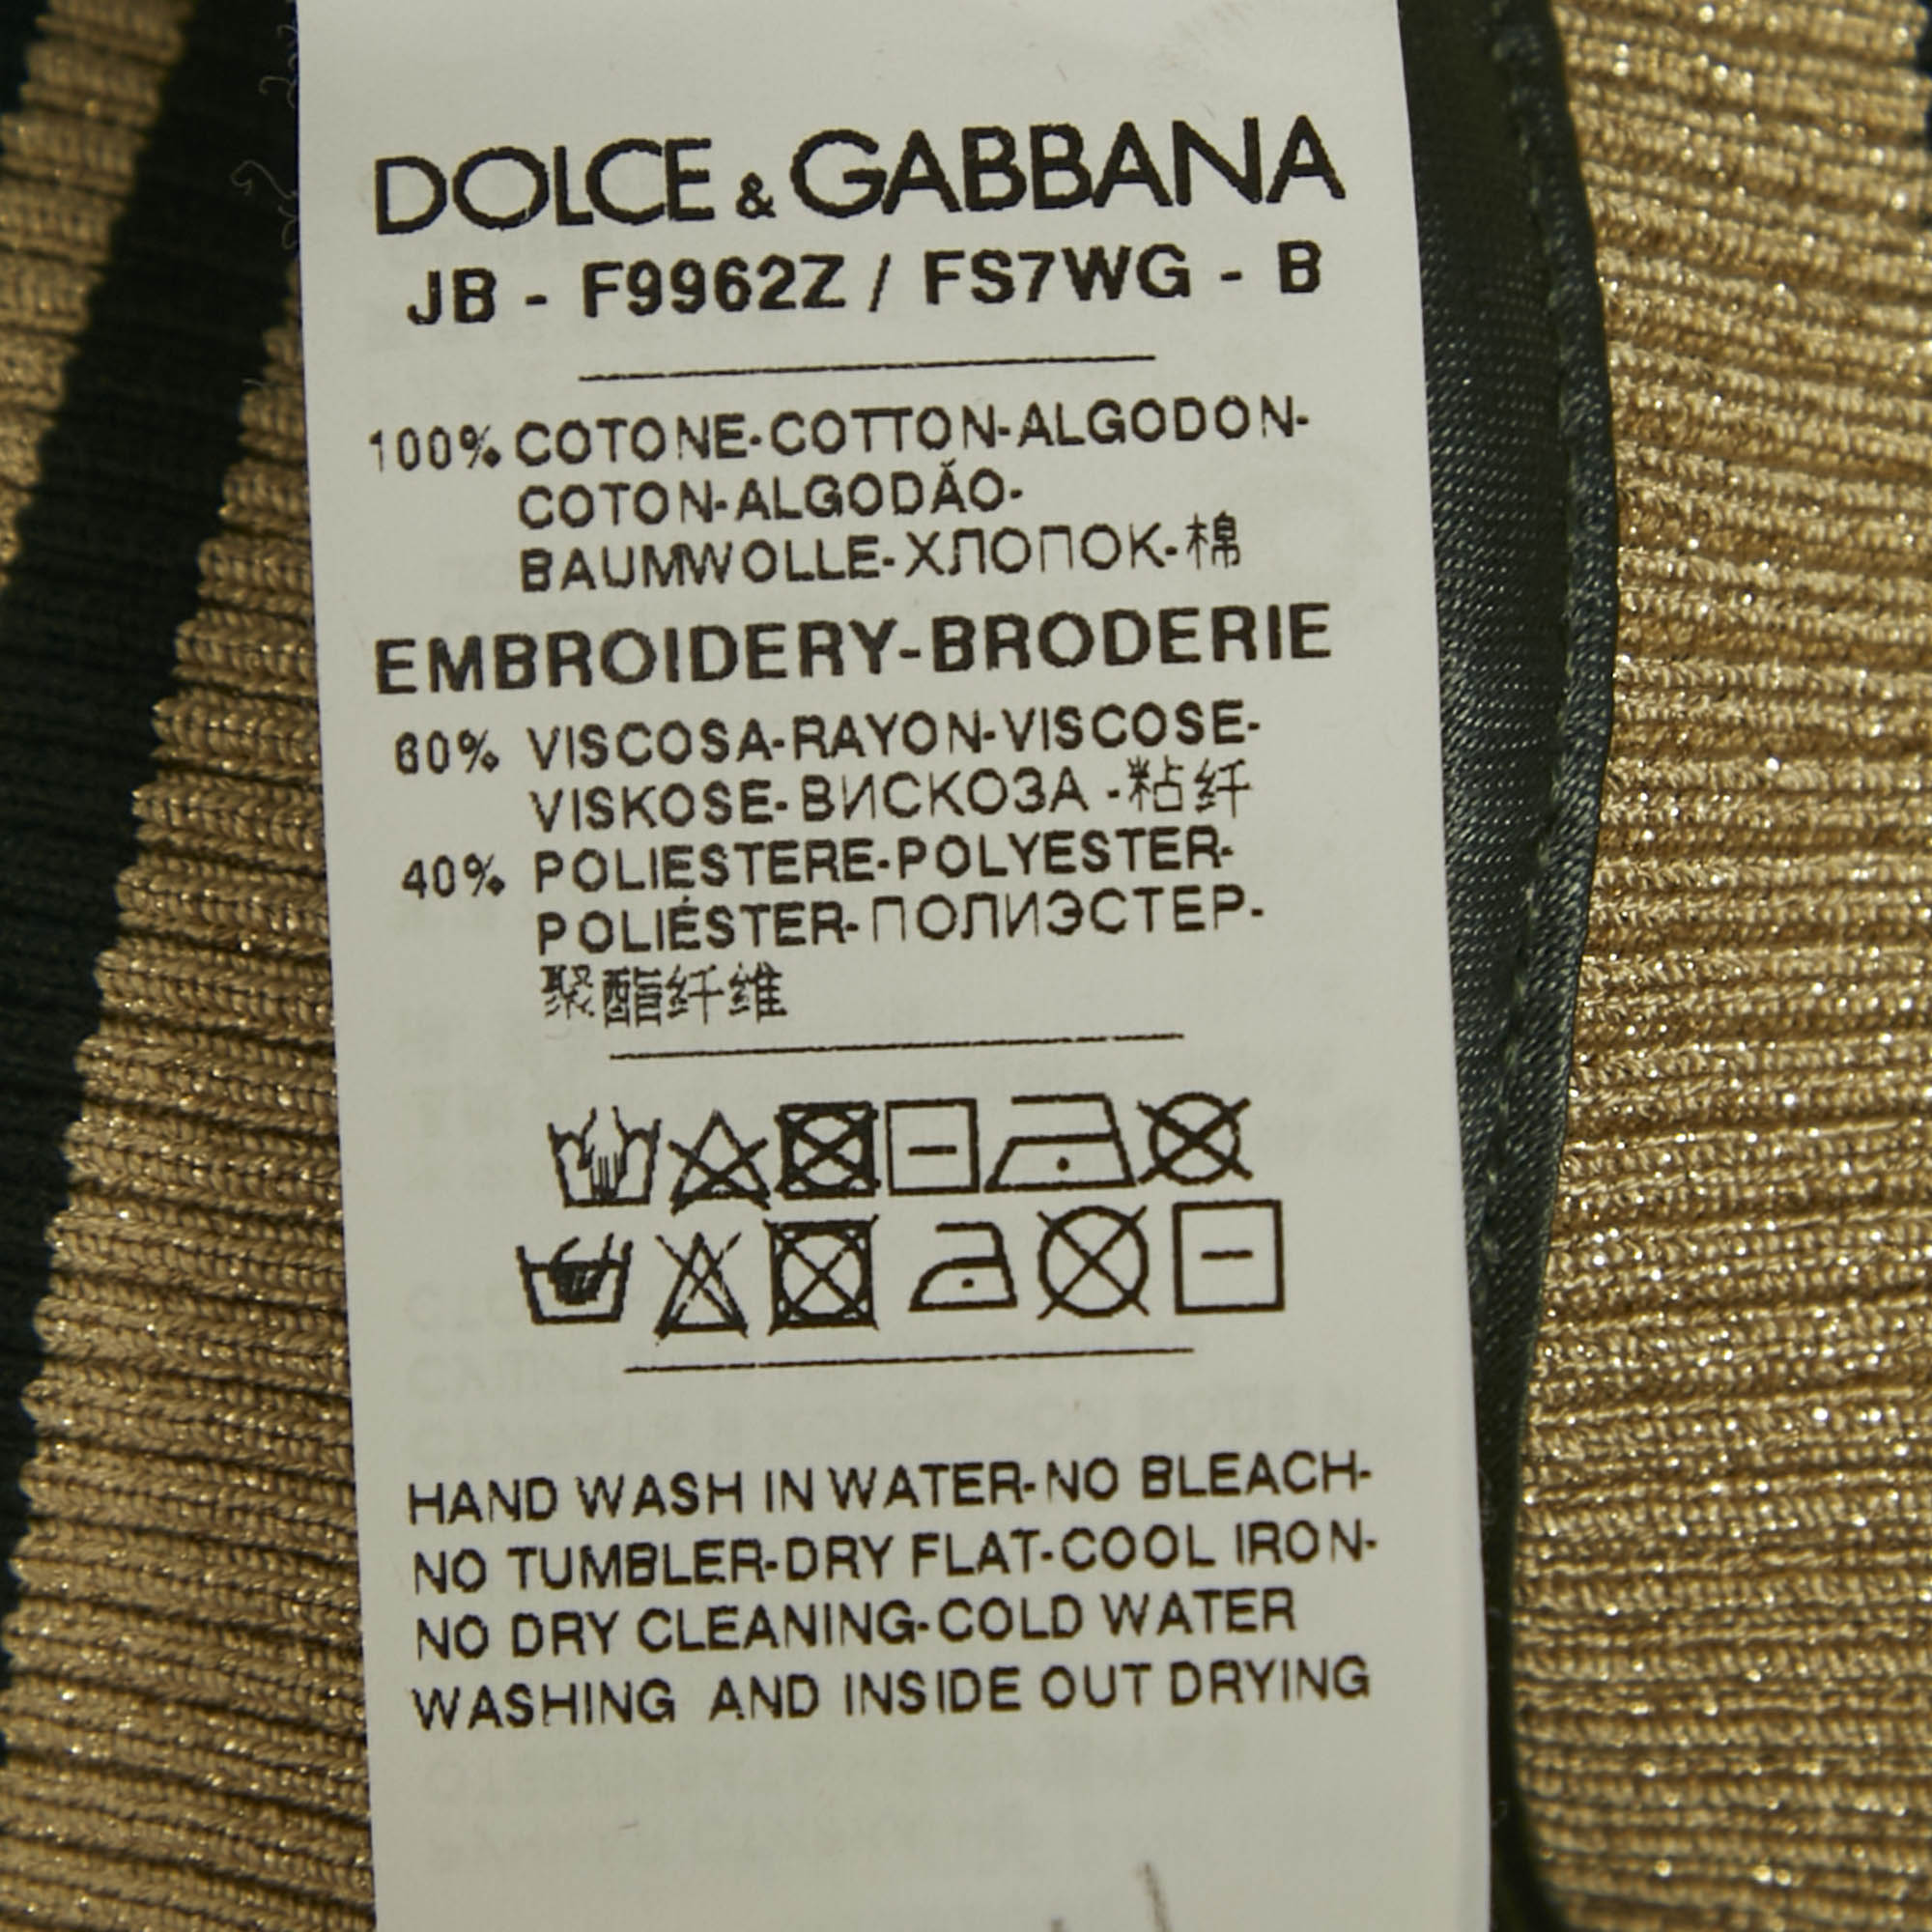 DOLCE & GABBANA
JB - F9962Z / FS7WG - B
100% COTONE-COTTON-ALGODON-
COTON-ALGODÃO-
BAUMWOLLE-ХЛОПОК-棉
EMBROIDERY-BRODERIE
60% VISCOSA-RAYON-VISCOSE-
VISKOSE-ВИСКОЗА -粘纤
40% POLIESTERE-POLYESTER-
POLIÉSTER-ПОЛИЭСТЕР-
聚酯纤维
HAND WASH IN WATER-NO BLEACH-
NO TUMBLER-DRY FLAT-COOL IRON-
NO DRY CLEANING-COLD WATER
WASHING AND INSIDE OUT DRYING